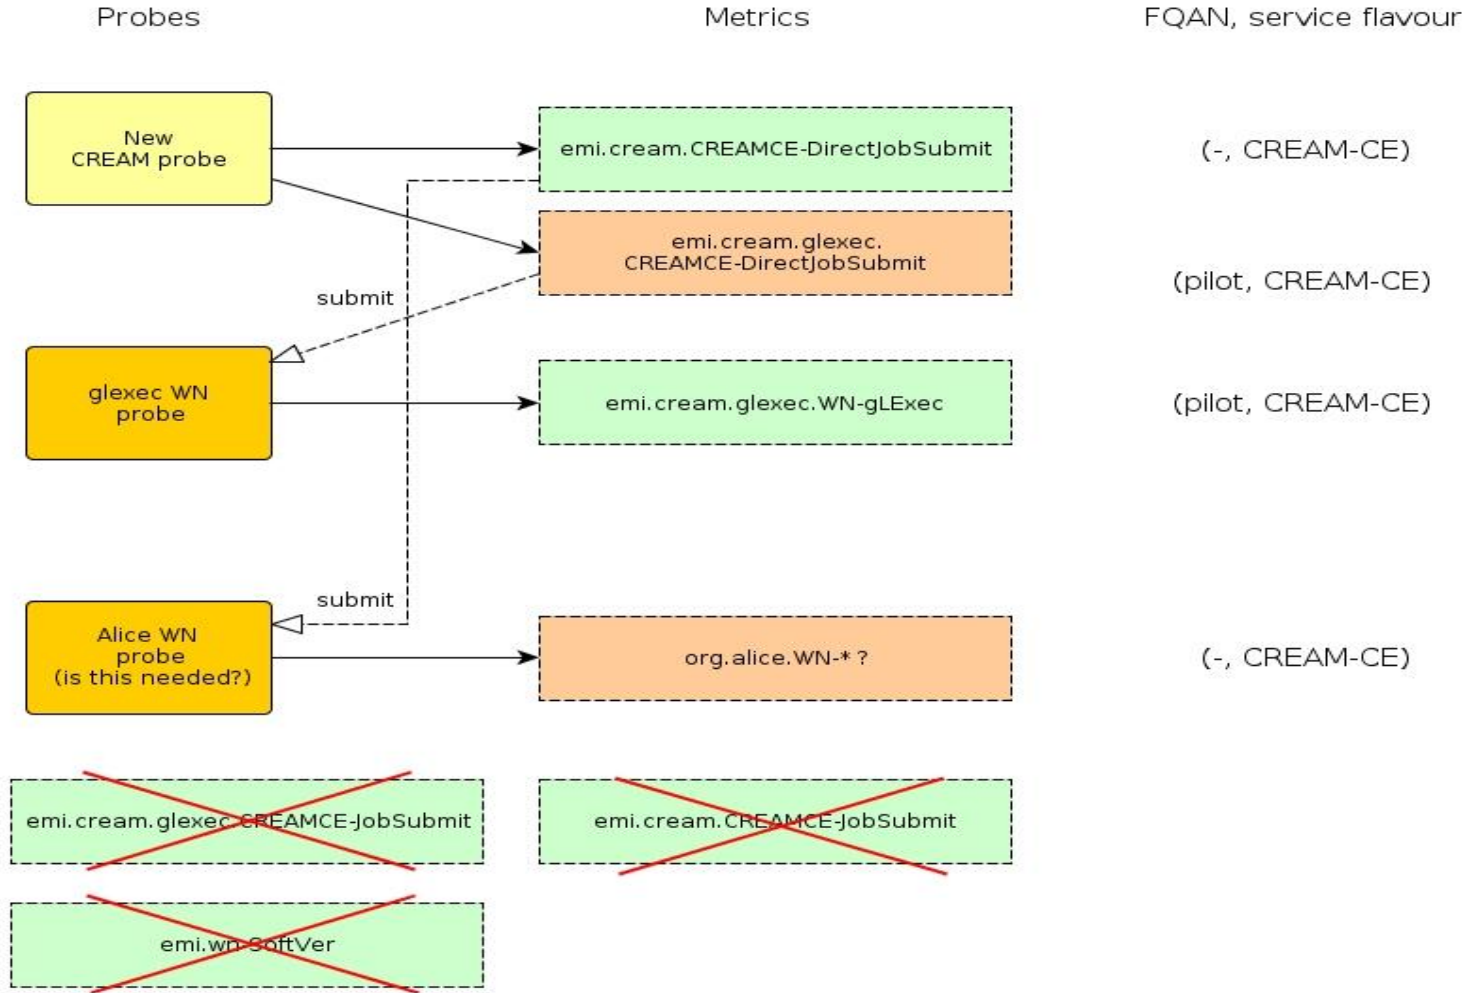 Probes
Metrics
FQAN, service flavour
New
CREAM probe
emi.cream.CREAMCE-DirectJobSubmit
(-, CREAM-CE)
emi.cream.glexec.
CREAMCE-DirectJobSubmit
(pilot, CREAM-CE)
submit
glexec WN
probe
emi.cream.glexec.WN-gLExec
(pilot, CREAM-CE)
submit
Alice WN
probe
(is this needed?)
org.alice.WN-* ?
(-, CREAM-CE)
emi.cream.glexec.CREAMCE-JobSubmit
emi.cream.CREAMCE-JobSubmit
emi.wn-SoftVer